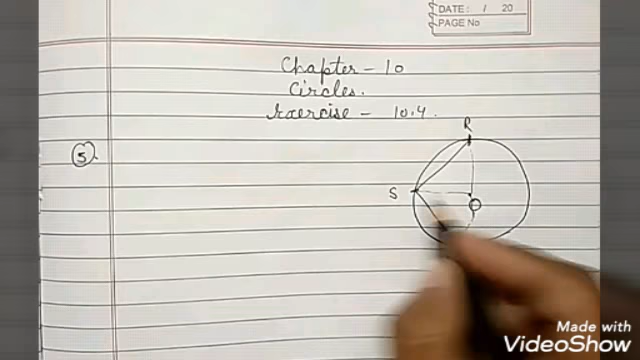 DATE: / 20
PAGE No
Chapter - 10
Circles.
Exercise - 10.4.
R
5.
S
O
Made with
VideoShow